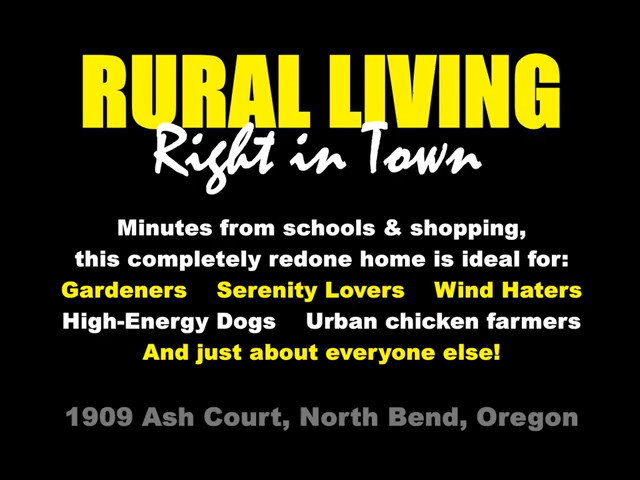 RURAL LIVING
Right in Town
Minutes from schools & shopping,
this completely redone home is ideal for:
Gardeners Serenity Lovers Wind Haters
High-Energy Dogs Urban chicken farmers
And just about everyone else!
1909 Ash Court, North Bend, Oregon